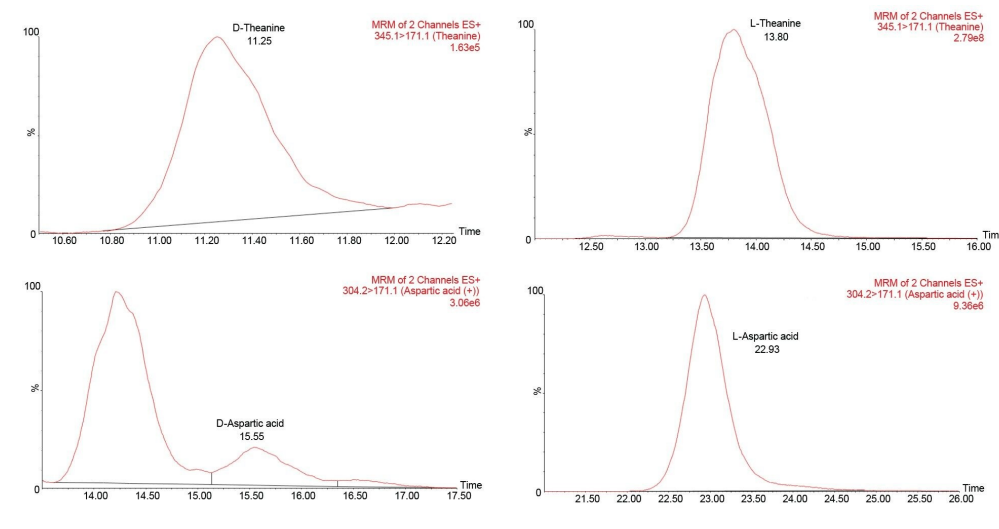 D-Theanine
11.25
MRM of 2 Channels ES+
345.1>171.1 (Theanine)
1.63e5
100
%
0
10.60 10.80 11.00 11.20 11.40 11.60 11.80 12.00 12.20 Time
L-Theanine
13.80
MRM of 2 Channels ES+
345.1>171.1 (Theanine)
2.79e8
100
%
0
12.50 13.00 13.50 14.00 14.50 15.00 15.50 16.00
Tim
MRM of 2 Channels ES+
304.2>171.1 (Aspartic acid (+))
3.06e6
100
%
0
D-Aspartic acid
15.55
14.00 14.50 15.00 15.50 16.00 16.50 17.00 17.50
Time
MRM of 2 Channels ES+
304.2>171.1 (Aspartic acid (+))
9.36e6
100
%
0
L-Aspartic acid
22.93
21.50 22.00 22.50 23.00 23.50 24.00 24.50 25.00 25.50 26.00
Time